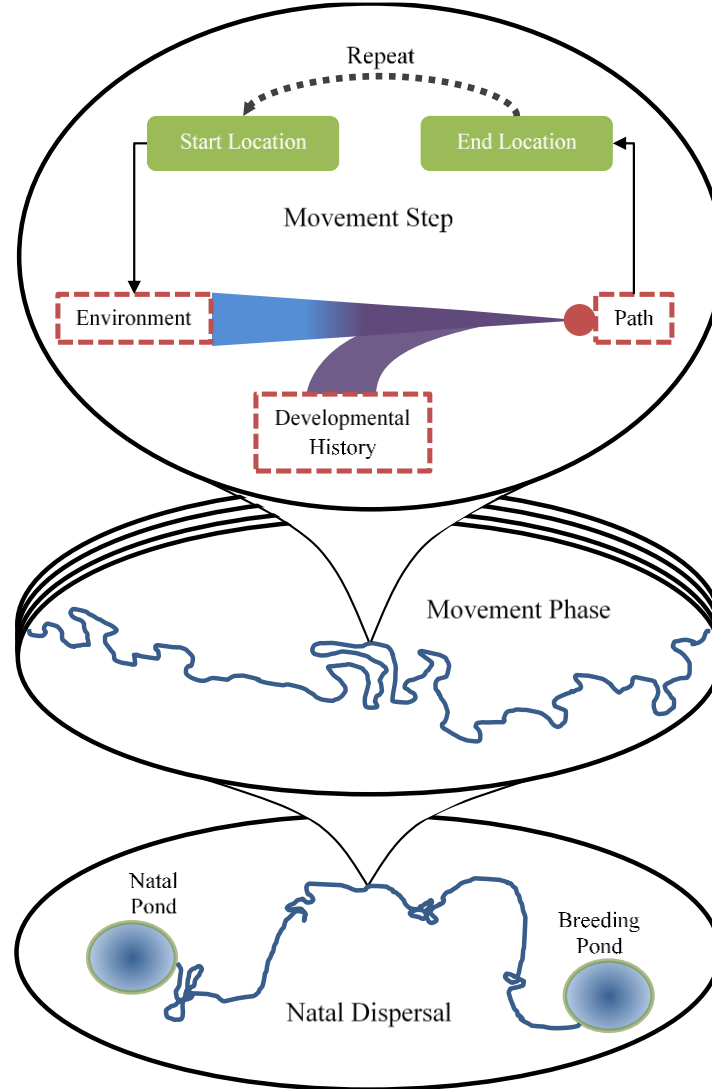 Repeat
Start Location
End Location
Movement Step
Environment
Path
Developmental
History
Movement Phase
Natal
Pond
Breeding
Pond
Natal Dispersal